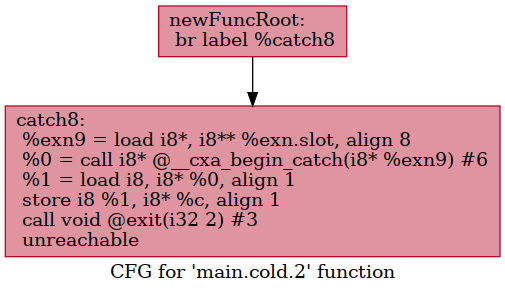 newFuncRoot:
br label %catch8
catch8:
%exn9 = load i8*, i8** %exn.slot, align 8
%0 = call i8* @__cxa_begin_catch(i8* %exn9) #6
%1 = load i8, i8* %0, align 1
store i8 %1, i8* %c, align 1
call void @exit(i32 2) #3
unreachable
CFG for 'main.cold.2' function